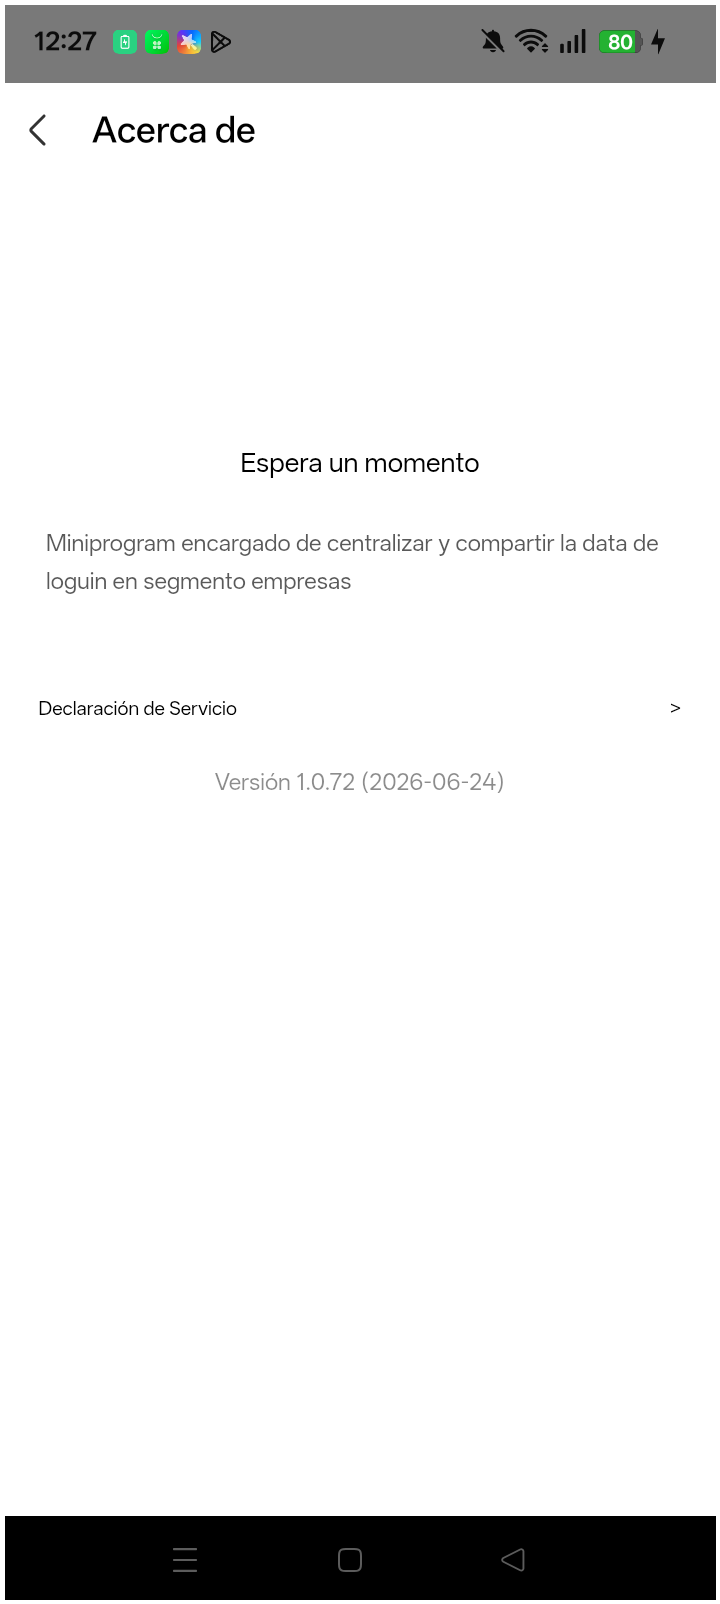 12:27
80
Acerca de
Espera un momento
Miniprogram encargado de centralizar y compartir la data de
loguin en segmento empresas
Declaración de Servicio >
Versión 1.0.72 (2026-06-24)